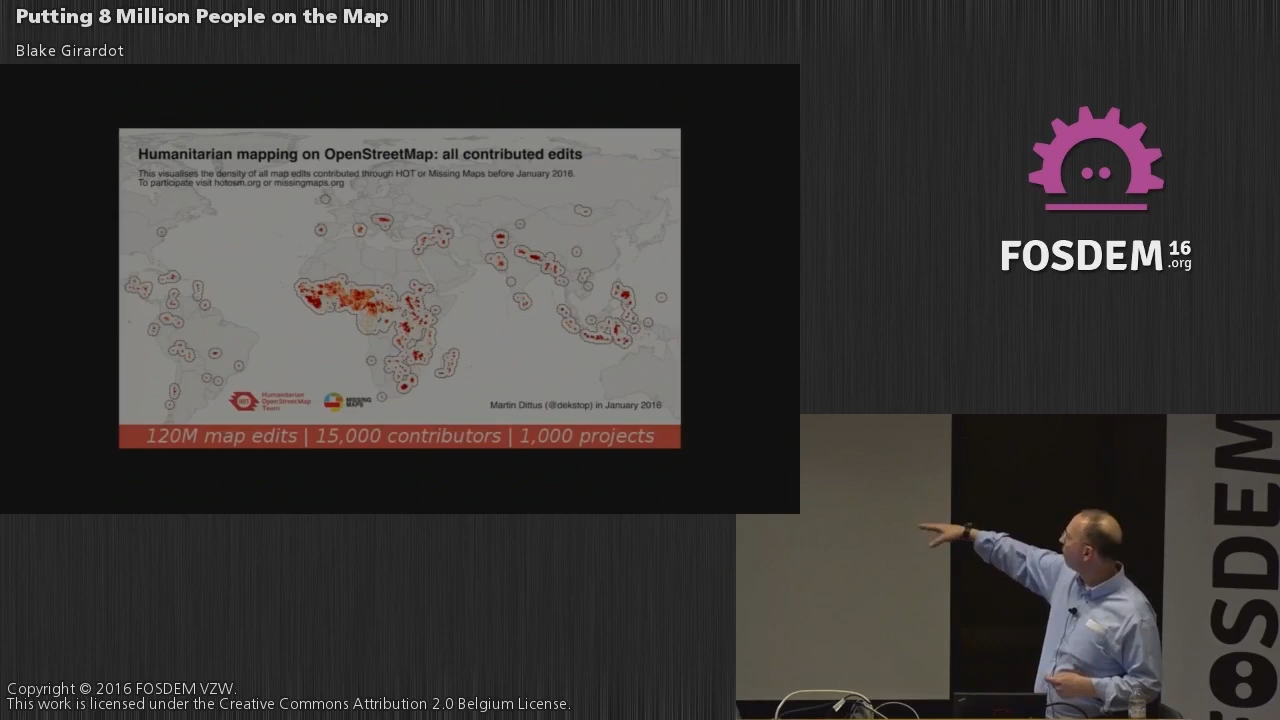 Putting 8 Million People on the Map
Blake Girardot
Humanitarian mapping on OpenStreetMap: all contributed edits
This visualises the density of all map edits contributed through HOT or Missing Maps before January 2016.
To participate visit hotosm.org or missingmaps.org
HOT
Humanitarian
OpenStreetMap
Team
MISSING
MAPS
Martin Dittus (@dekstop) in January 2016
120M map edits | 15,000 contributors | 1,000 projects
FOSDEM 16
.org
FOSDEM
Copyright © 2016 FOSDEM VZW.
This work is licensed under the Creative Commons Attribution 2.0 Belgium License.